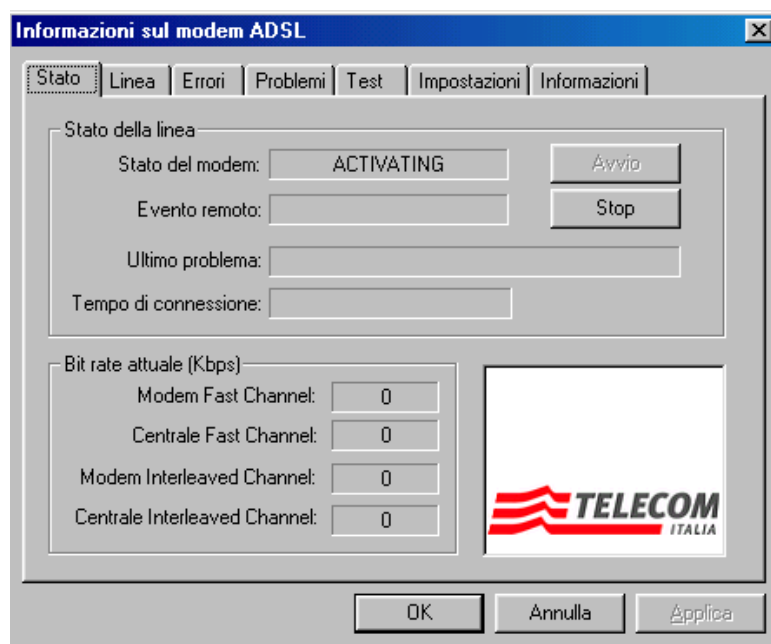 Informazioni sul modem ADSL
Stato Linea Errori Problemi Test Impostazioni Informazioni
Stato della linea
Stato del modem: ACTIVATING Avvio
Evento remoto: Stop
Ultimo problema:
Tempo di connessione:
Bit rate attuale (Kbps)
Modem Fast Channel: 0
Centrale Fast Channel: 0
Modem Interleaved Channel: 0
Centrale Interleaved Channel: 0
TELECOM
ITALIA
OK Annulla Applica